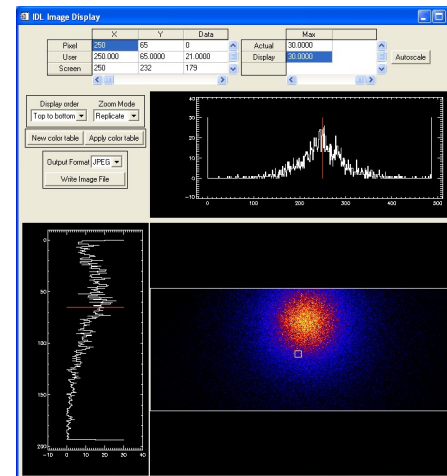 IDL Image Display
X Y Data
Pixel 250 65 0
User 250.000 65.0000 21.0000
Screen 250 232 179
Max
Actual 30.0000
Display 30.0000
Autoscale
Display order Zoom Mode
Top to bottom Replicate
New color table Apply color table
Output Format JPEG
Write Image File
40
30
20
10
0
-10
0 100 200 300 400 500
0
50
100
150
200
-10 0 10 20 30 40